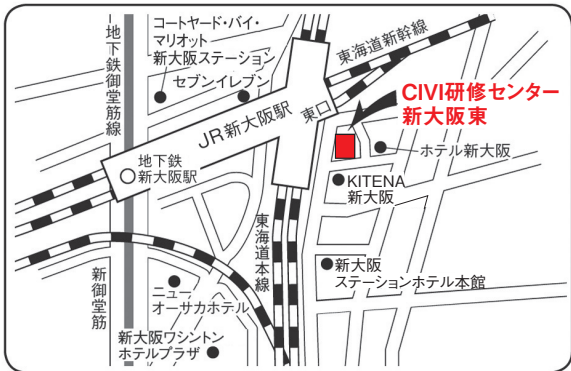 コートヤード・バイ・
マリオット
新大阪ステーション
セブンイレブン
地下鉄御堂筋線
東海道新幹線
JR新大阪駅
東口
CIVI研修センター
新大阪東
ホテル新大阪
地下鉄
新大阪駅
KITENA
新大阪
東海道本線
新御堂筋
新大阪
ステーションホテル本館
ニュー
オーサカホテル
新大阪ワシントン
ホテルプラザ